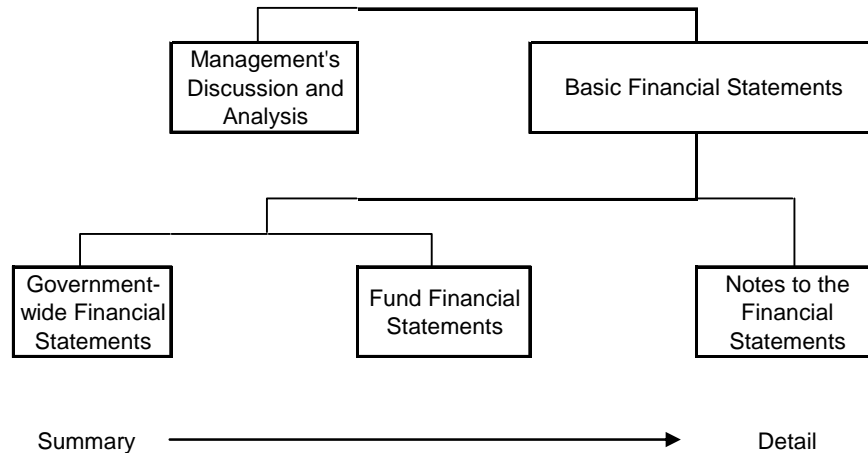 Management's
Discussion and
Analysis
Basic Financial Statements
Government-
wide Financial
Statements
Fund Financial
Statements
Notes to the
Financial
Statements
Summary
Detail